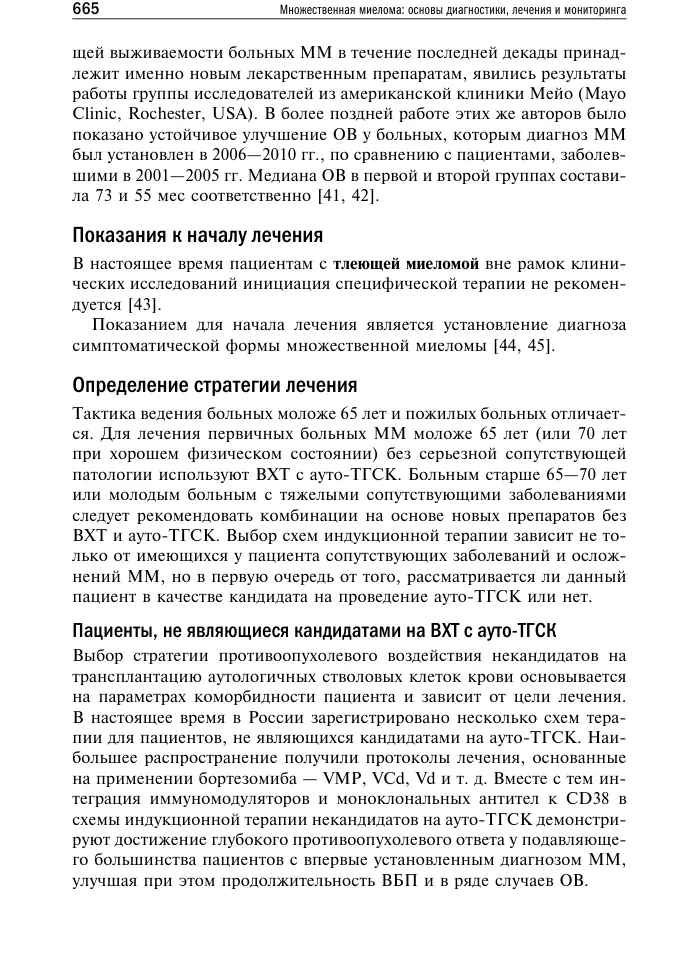 665
Множественная миелома: основы диагностики, лечения и мониторинга
щей выживаемости больных ММ в течение последней декады принад-
лежит именно новым лекарственным препаратам, явились результаты
работы группы исследователей из американской клиники Мейо (Mayo
Clinic, Rochester, USA). В более поздней работе этих же авторов было
показано устойчивое улучшение ОВ у больных, которым диагноз ММ
был установлен в 2006—2010 гг., по сравнению с пациентами, заболев-
шими в 2001—2005 гг. Медиана ОВ в первой и второй группах состави-
ла 73 и 55 мес соответственно [41, 42].
Показания к началу лечения
В настоящее время пациентам с тлеющей миеломой вне рамок клини-
ческих исследований инициация специфической терапии не рекомен-
дуется [43].
Показанием для начала лечения является установление диагноза
симптоматической формы множественной миеломы [44, 45].
Определение стратегии лечения
Тактика ведения больных моложе 65 лет и пожилых больных отличает-
ся. Для лечения первичных больных ММ моложе 65 лет (или 70 лет
при хорошем физическом состоянии) без серьезной сопутствующей
патологии используют ВХТ с ауто-ТГСК. Больным старше 65—70 лет
или молодым больным с тяжелыми сопутствующими заболеваниями
следует рекомендовать комбинации на основе новых препаратов без
ВХТ и ауто-ТГСК. Выбор схем индукционной терапии зависит не то-
лько от имеющихся у пациента сопутствующих заболеваний и ослож-
нений ММ, но в первую очередь от того, рассматривается ли данный
пациент в качестве кандидата на проведение ауто-ТГСК или нет.
Пациенты, не являющиеся кандидатами на ВХТ с ауто-ТГСК
Выбор стратегии противоопухолевого воздействия некандидатов на
трансплантацию аутологичных стволовых клеток крови основывается
на параметрах коморбидности пациента и зависит от цели лечения.
В настоящее время в России зарегистрировано несколько схем тера-
пии для пациентов, не являющихся кандидатами на ауто-ТГСК. Наи-
большее распространение получили протоколы лечения, основанные
на применении бортезомиба — VMP, VCd, Vd и т. д. Вместе с тем ин-
теграция иммуномодуляторов и моноклональных антител к CD38 в
схемы индукционной терапии некандидатов на ауто-ТГСК демонстри-
руют достижение глубокого противоопухолевого ответа у подавляюще-
го большинства пациентов с впервые установленным диагнозом ММ,
улучшая при этом продолжительность ВБП и в ряде случаев ОВ.